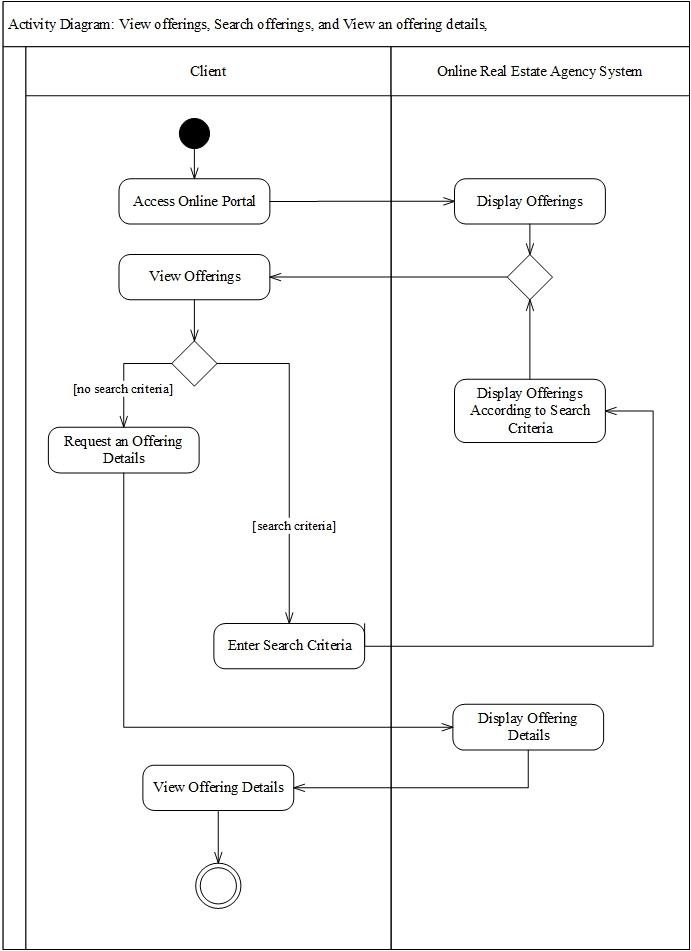 Activity Diagram: View offerings, Search offerings, and View an offering details,
Client
Online Real Estate Agency System
Access Online Portal
Display Offerings
View Offerings
[no search criteria]
Display Offerings
According to Search
Criteria
Request an Offering
Details
[search criteria]
Enter Search Criteria
Display Offering
Details
View Offering Details